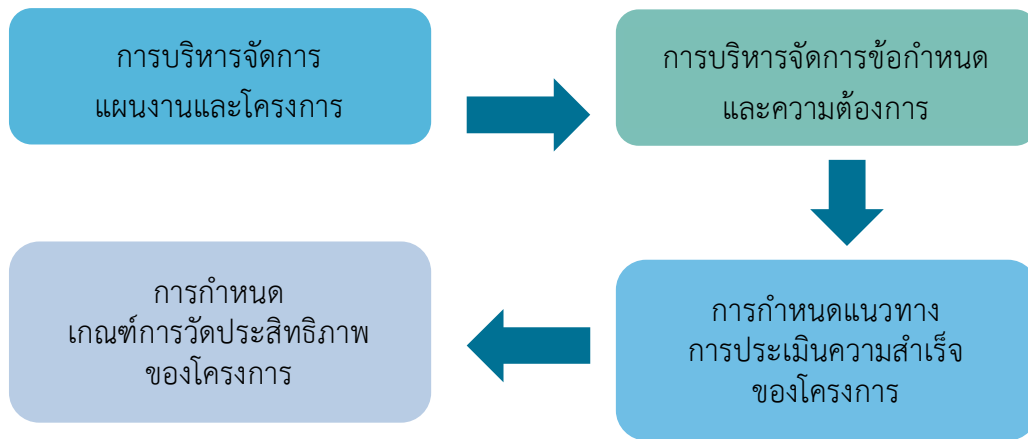 การบริหารจัดการ
แผนงานและโครงการ
การบริหารจัดการข้อกำหนด
และความต้องการ
การกำหนดแนวทาง
การประเมินความสำเร็จ
ของโครงการ
การกำหนด
เกณฑ์การวัดประสิทธิภาพ
ของโครงการ